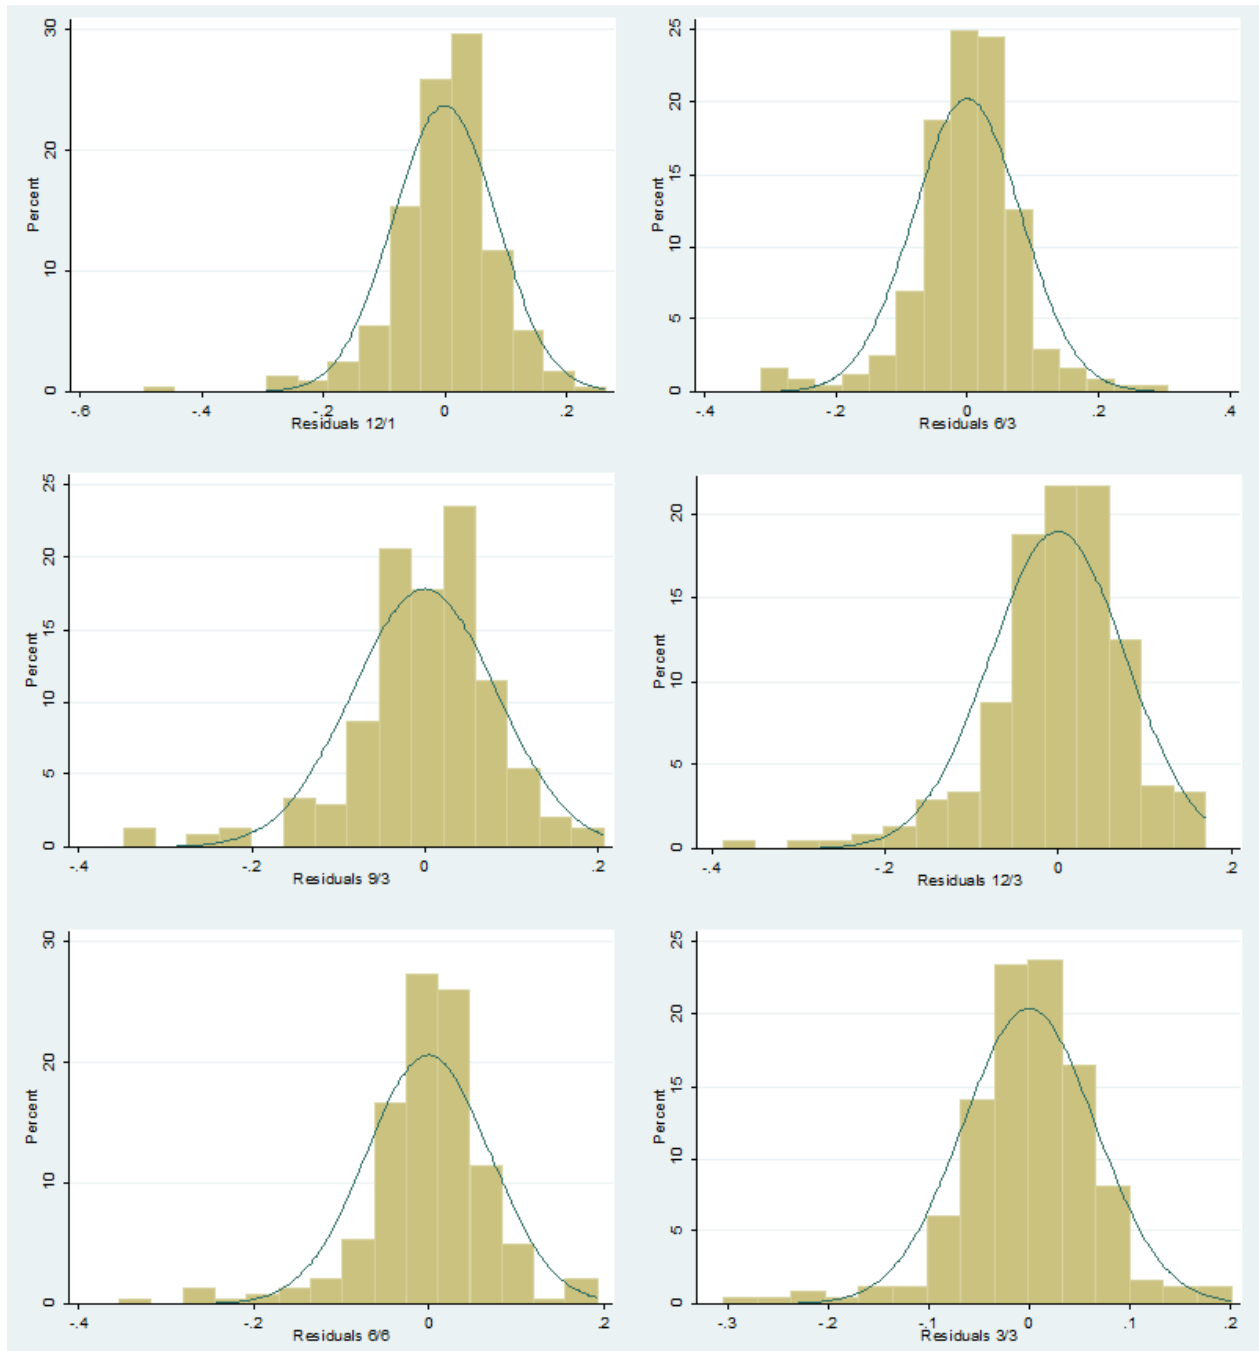 30
20
10
0
Percent
-.6 -.4 -.2 0 .2
Residuals 12/1
25
20
15
10
5
0
Percent
-.4 -.2 0 .2 .4
Residuals 6/3
25
20
15
10
5
0
Percent
-.4 -.2 0 .2
Residuals 9/3
20
15
10
5
0
Percent
-.4 -.2 0 .2
Residuals 12/3
30
20
10
0
Percent
-.4 -.2 0 .2
Residuals 6/6
25
20
15
10
5
0
Percent
-.3 -.2 -.1 0 .1 .2
Residuals 3/3